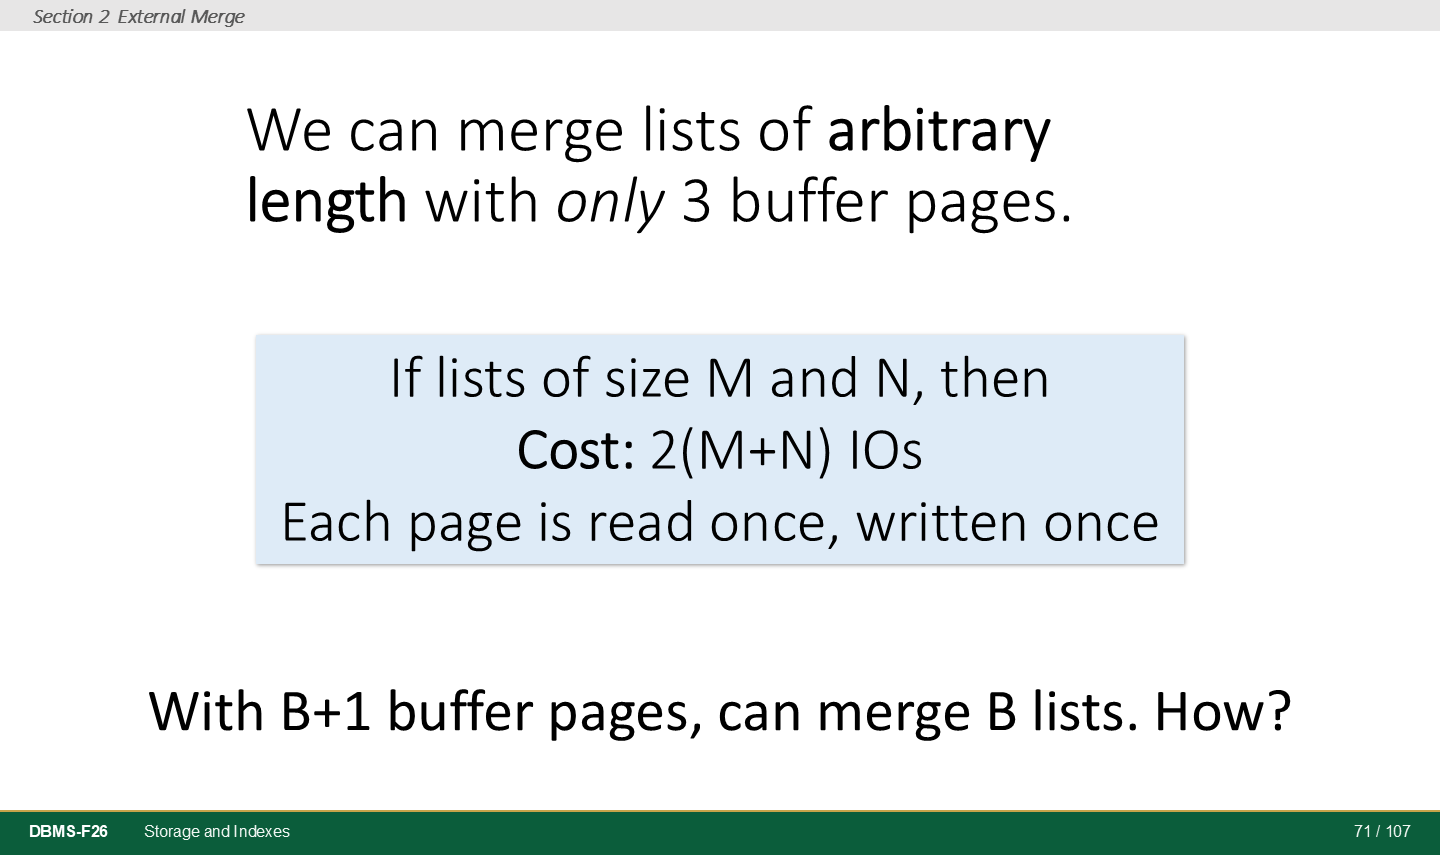 Section 2 External Merge
We can merge lists of arbitrary
length with only 3 buffer pages.
If lists of size M and N, then
Cost: 2(M+N) IOs
Each page is read once, written once
With B+1 buffer pages, can merge B lists. How?
DBMS-F26 Storage and Indexes 71 / 107